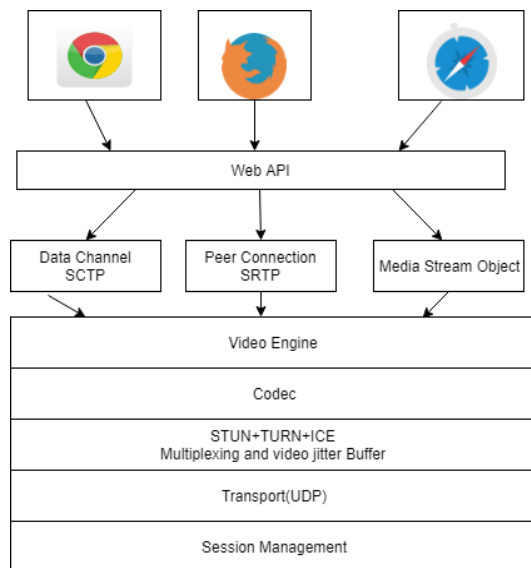 Web API
Data Channel
SCTP
Peer Connection
SRTP
Media Stream Object
Video Engine
Codec
STUN+TURN+ICE
Multiplexing and video jitter Buffer
Transport(UDP)
Session Management